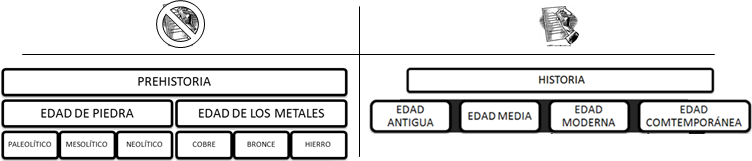 PREHISTORIA
EDAD DE PIEDRA
EDAD DE LOS METALES
PALEOLÍTICO
MESOLÍTICO
NEOLÍTICO
COBRE
BRONCE
HIERRO
HISTORIA
EDAD
ANTIGUA
EDAD MEDIA
EDAD
MODERNA
EDAD
COMTEMPORÁNEA